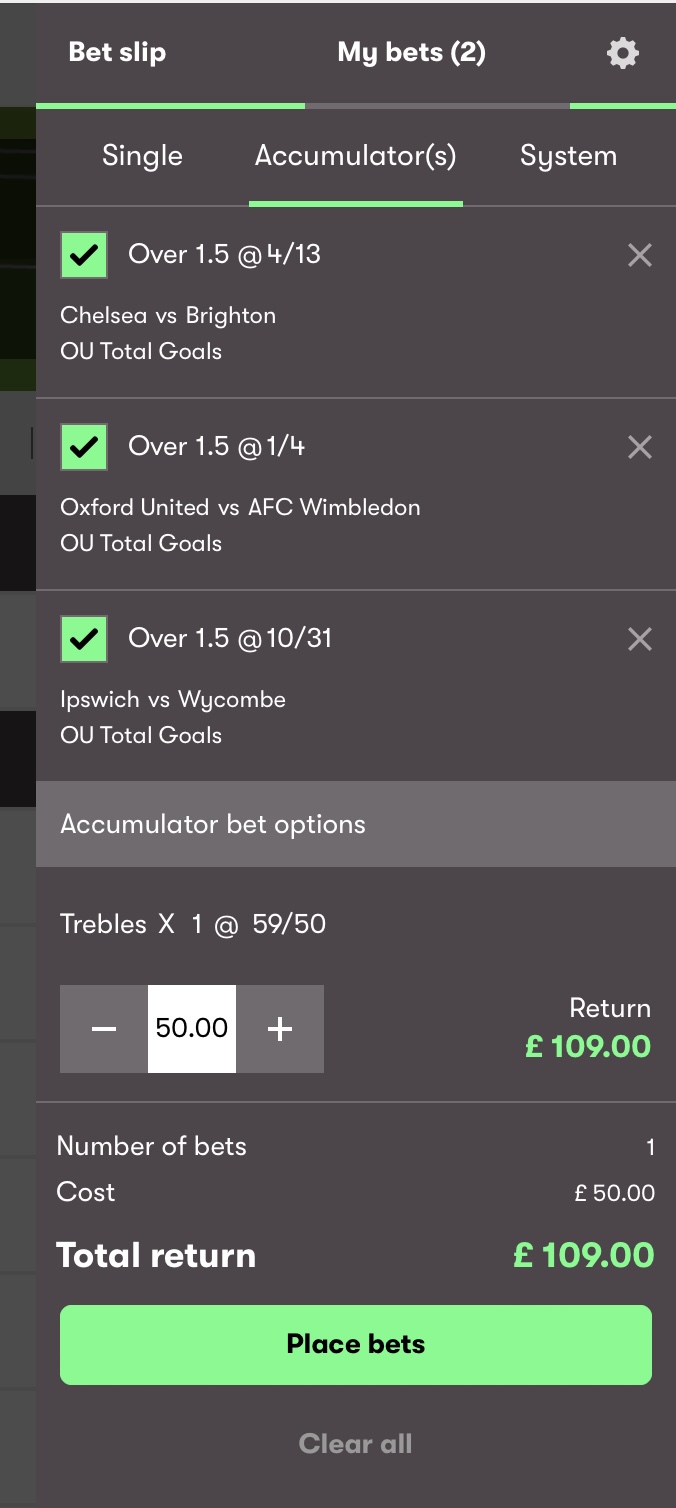 Bet slip
My bets (2)
Single
Accumulator(s)
System
Over 1.5 @ 4/13
Chelsea vs Brighton
OU Total Goals
Over 1.5 @ 1/4
Oxford United vs AFC Wimbledon
OU Total Goals
Over 1.5 @ 10/31
Ipswich vs Wycombe
OU Total Goals
Accumulator bet options
Trebles X 1 @ 59/50
50.00
Return
£ 109.00
Number of bets 1
Cost £ 50.00
Total return £ 109.00
Place bets
Clear all